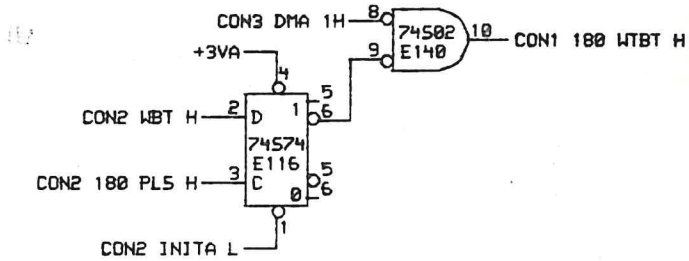 CON3 DMA 1H
8
74S02
E140
10
CON1 180 WTBT H
9
+3VA
4
5
1
6
CON2 WBT H
2
D
74S74
E116
CON2 180 PLS H
3
C
5
0
6
1
CON2 INITA L